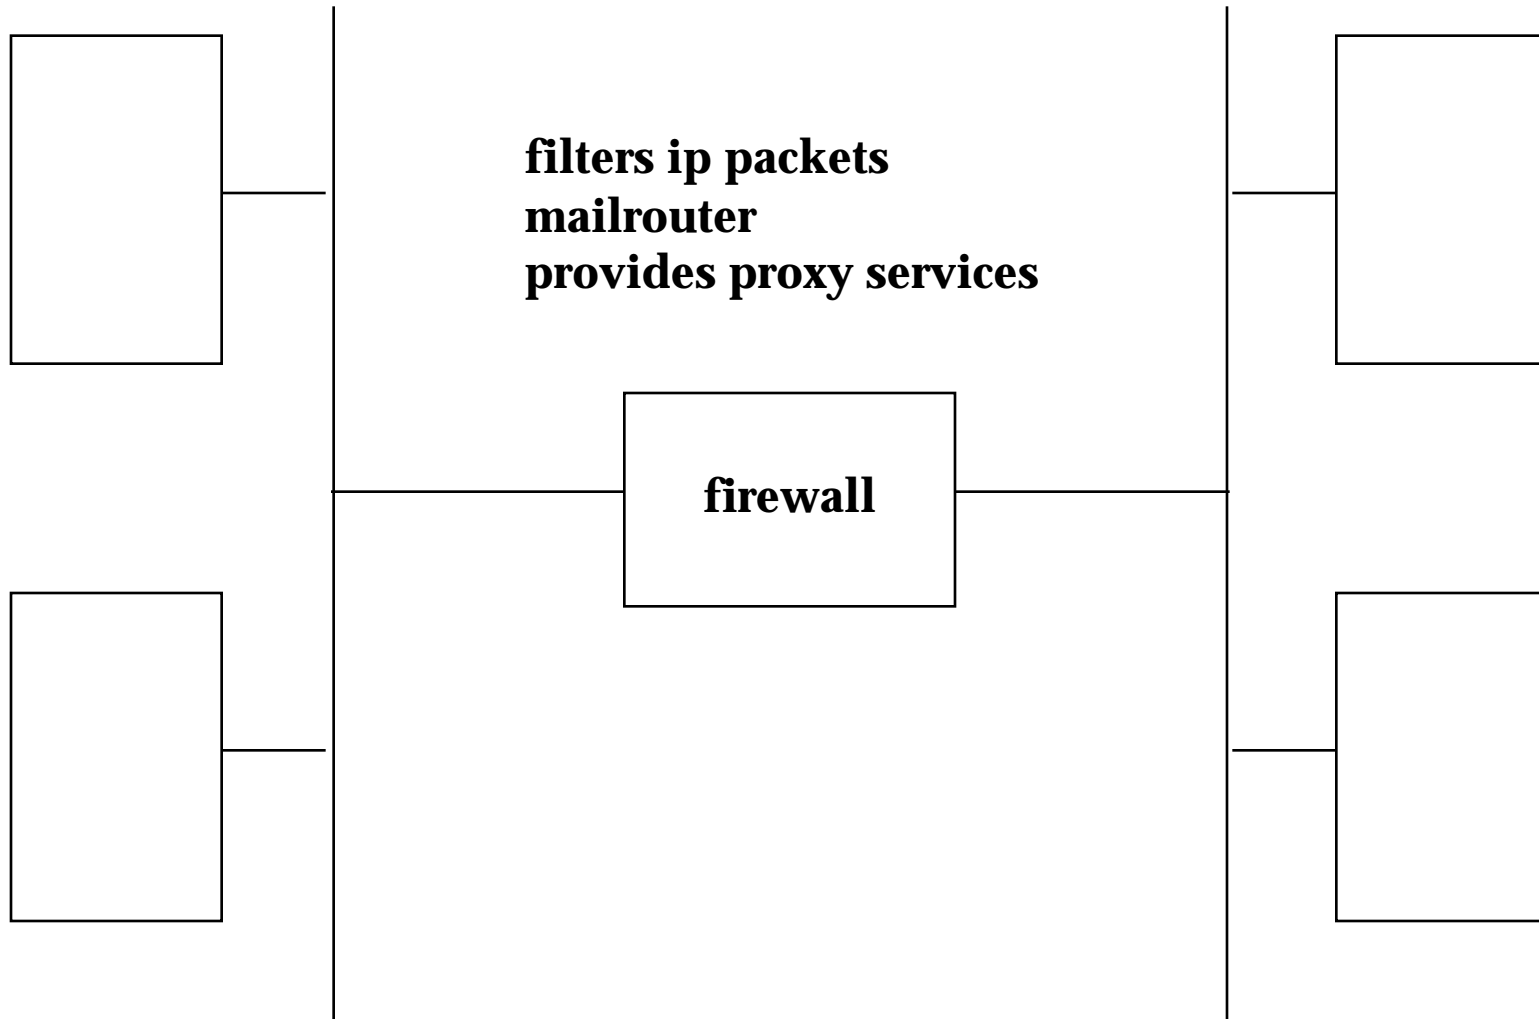 filters ip packets
mailrouter
provides proxy services
firewall